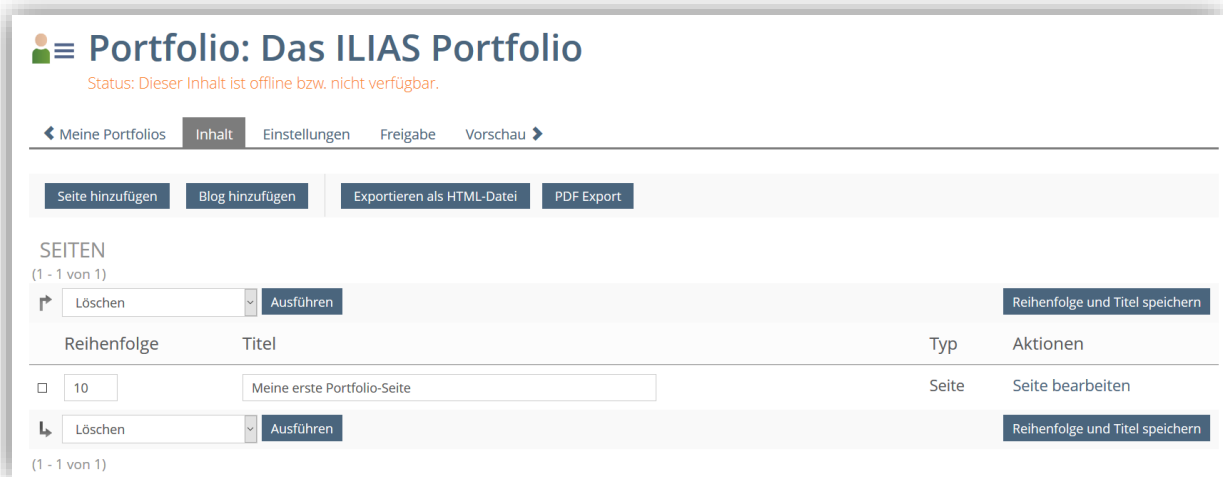 Portfolio: Das ILIAS Portfolio
Status: Dieser Inhalt ist offline bzw. nicht verfügbar.
Meine Portfolios Inhalt Einstellungen Freigabe Vorschau
Seite hinzufügen Blog hinzufügen Exportieren als HTML-Datei PDF Export
SEITEN
(1 - 1 von 1)
Löschen Ausführen Reihenfolge und Titel speichern
Reihenfolge Titel Typ Aktionen
10 Meine erste Portfolio-Seite Seite Seite bearbeiten
Löschen Ausführen Reihenfolge und Titel speichern
(1 - 1 von 1)